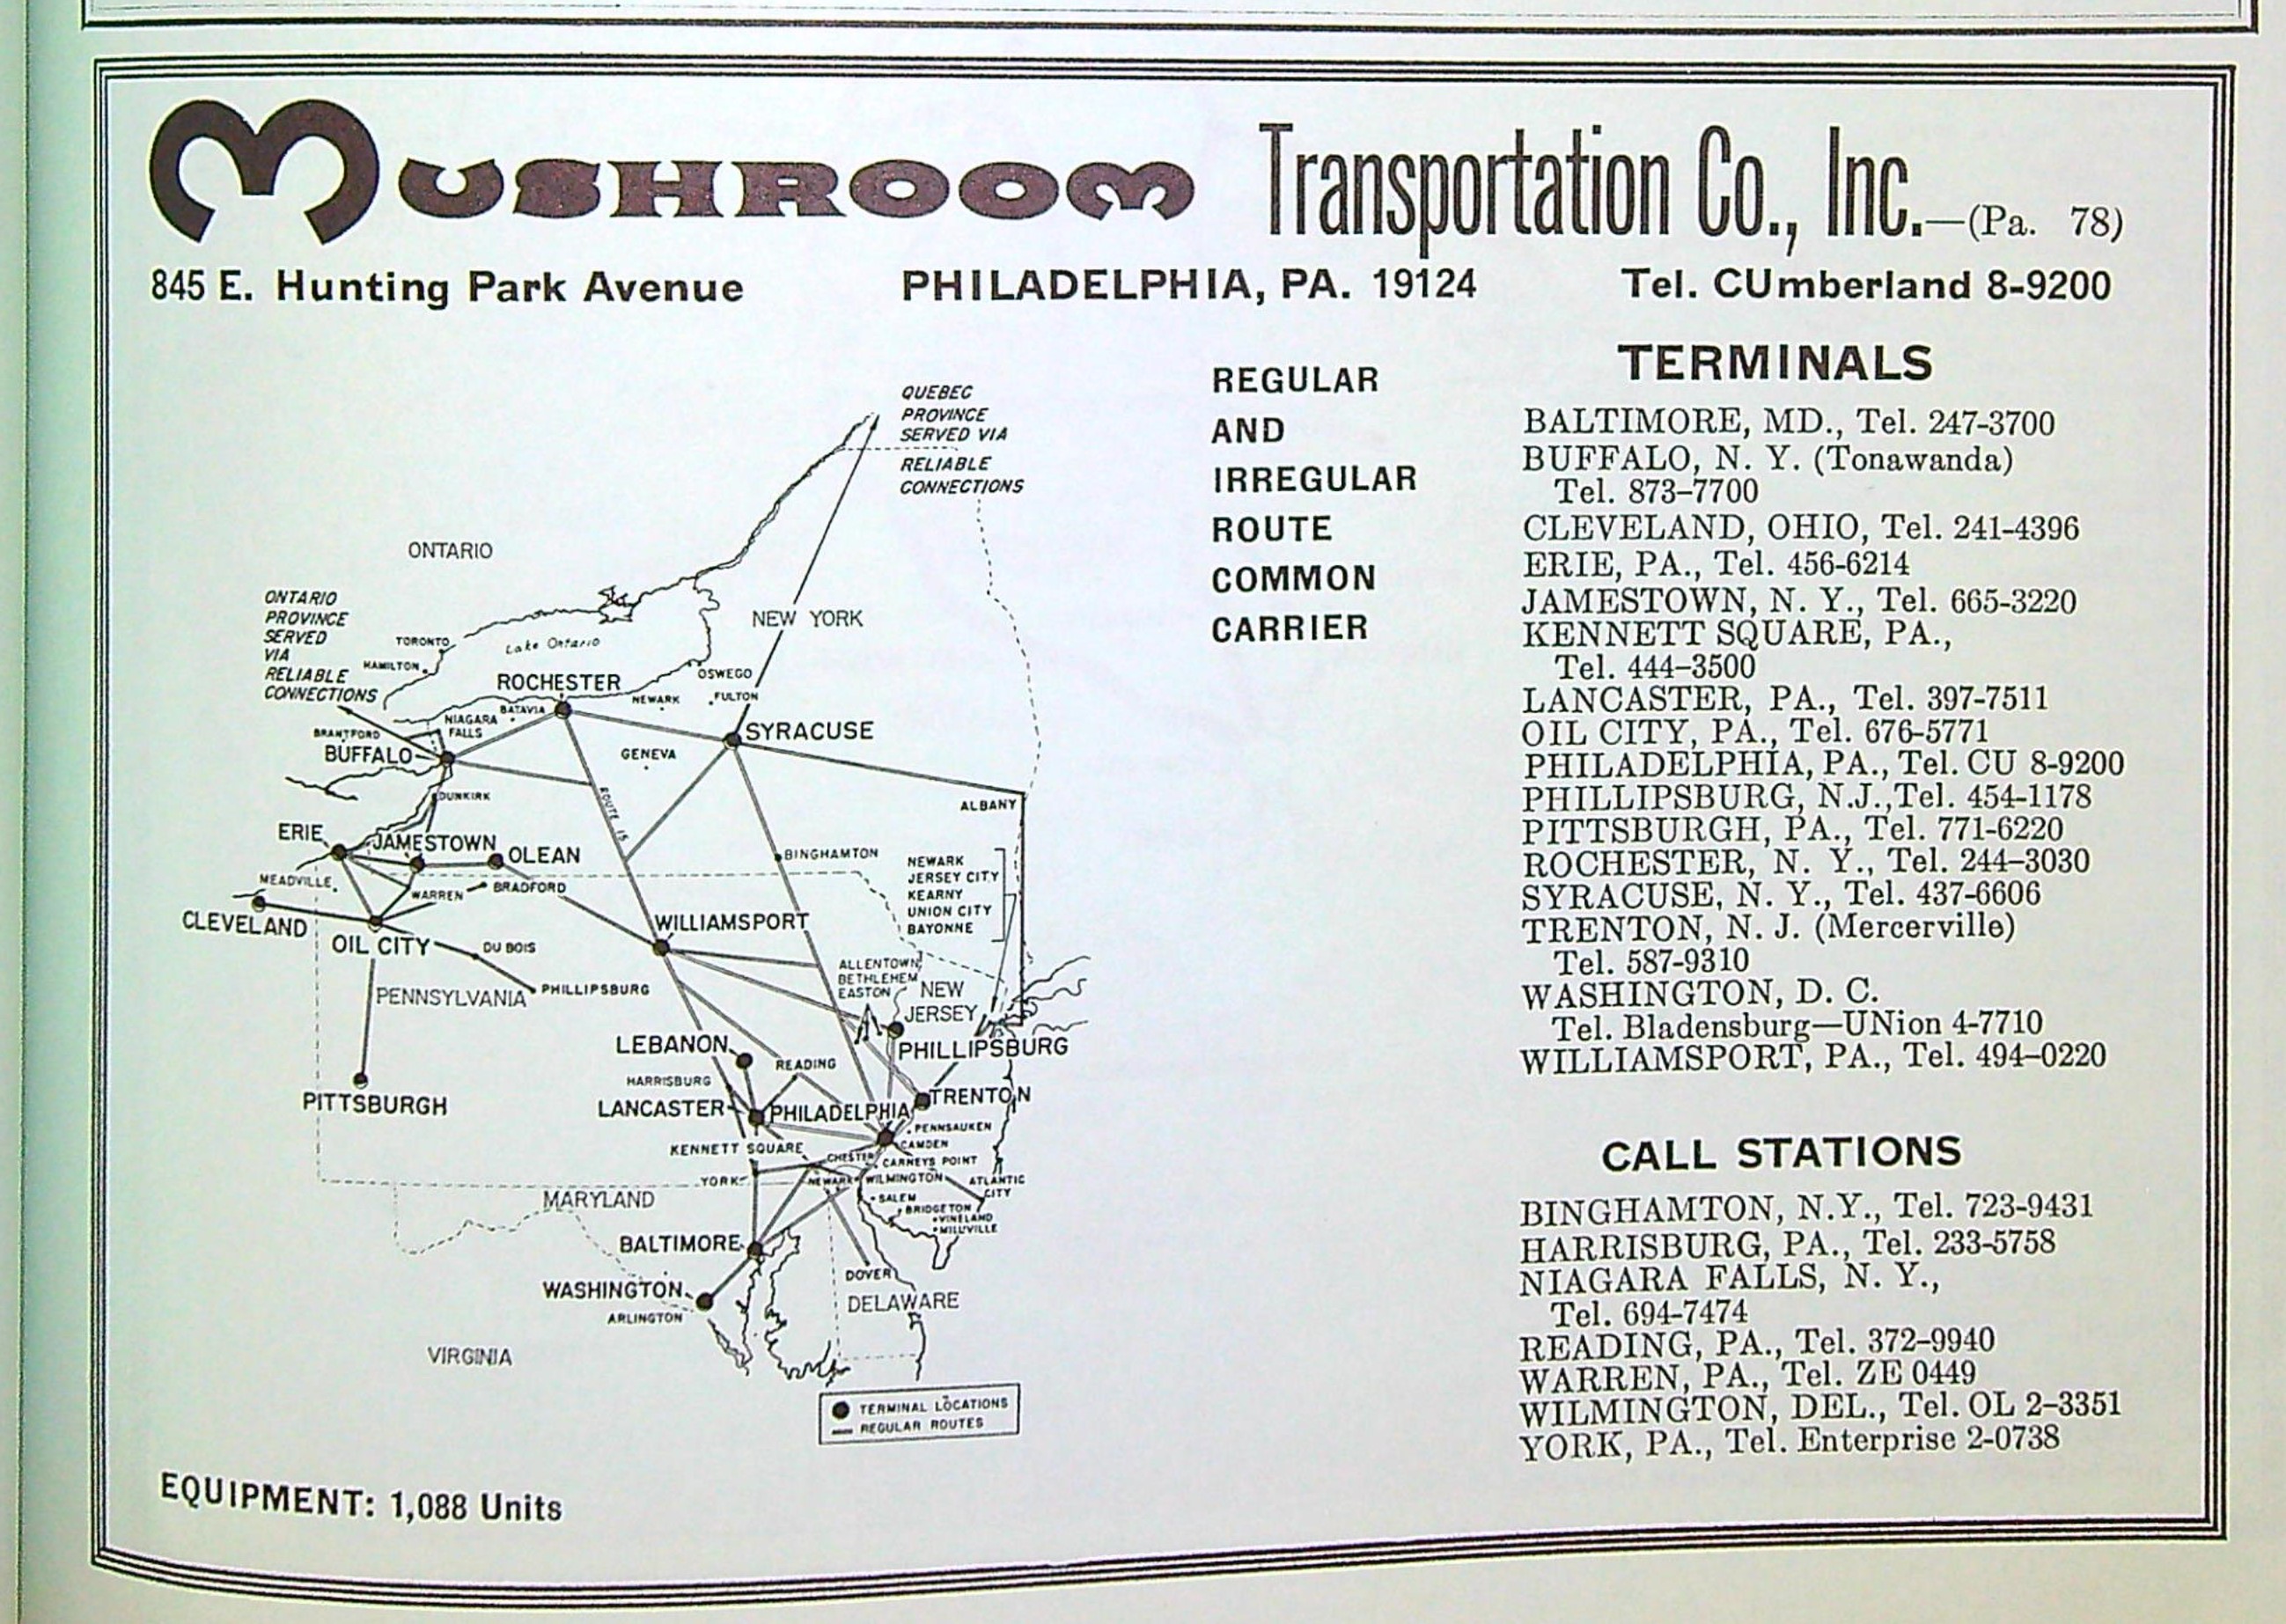 MUSHROOM Transportation Co., Inc.—(Pa. 78)
845 E. Hunting Park Avenue PHILADELPHIA, PA. 19124 Tel. CUmberland 8-9200
QUEBEC
PROVINCE
SERVED VIA
RELIABLE
CONNECTIONS
ONTARIO
ONTARIO
PROVINCE
SERVED
VIA
RELIABLE
CONNECTIONS
TORONTO
HAMILTON
Lake Ontario
NEW YORK
OSWEGO
ROCHESTER
NEWARK
FULTON
BATAVIA
NIAGARA
FALLS
BRANTFORD
SYRACUSE
BUFFALO
GENEVA
DUNKIRK
ROUTE 15
ALBANY
ERIE
JAMESTOWN
OLEAN
BINGHAMTON
NEWARK
JERSEY CITY
KEARNY
UNION CITY
BAYONNE
MEADVILLE
WARREN
BRADFORD
CLEVELAND
WILLIAMSPORT
OIL CITY
DU BOIS
ALLENTOWN
BETHLEHEM
EASTON
PENNSYLVANIA
PHILLIPSBURG
NEW
JERSEY
LEBANON
PHILLIPSBURG
READING
HARRISBURG
PITTSBURGH
LANCASTER
PHILADELPHIA
TRENTON
PENNSAUKEN
CAMDEN
KENNETT SQUARE
CHESTER
CARNEYS POINT
YORK
NEWARK
WILMINGTON
ATLANTIC
CITY
MARYLAND
SALEM
BRIDGETON
VINELAND
MILLVILLE
BALTIMORE
DOVER
WASHINGTON
DELAWARE
ARLINGTON
VIRGINIA
TERMINAL LOCATIONS
REGULAR ROUTES
EQUIPMENT: 1,088 Units
REGULAR
AND
IRREGULAR
ROUTE
COMMON
CARRIER
TERMINALS
BALTIMORE, MD., Tel. 247-3700
BUFFALO, N. Y. (Tonawanda)
Tel. 873-7700
CLEVELAND, OHIO, Tel. 241-4396
ERIE, PA., Tel. 456-6214
JAMESTOWN, N. Y., Tel. 665-3220
KENNETT SQUARE, PA.,
Tel. 444-3500
LANCASTER, PA., Tel. 397-7511
OIL CITY, PA., Tel. 676-5771
PHILADELPHIA, PA., Tel. CU 8-9200
PHILLIPSBURG, N.J., Tel. 454-1178
PITTSBURGH, PA., Tel. 771-6220
ROCHESTER, N. Y., Tel. 244-3030
SYRACUSE, N. Y., Tel. 437-6606
TRENTON, N. J. (Mercerville)
Tel. 587-9310
WASHINGTON, D. C.
Tel. Bladensburg—UNion 4-7710
WILLIAMSPORT, PA., Tel. 494-0220
CALL STATIONS
BINGHAMTON, N.Y., Tel. 723-9431
HARRISBURG, PA., Tel. 233-5758
NIAGARA FALLS, N. Y.,
Tel. 694-7474
READING, PA., Tel. 372-9940
WARREN, PA., Tel. ZE 0449
WILMINGTON, DEL., Tel. OL 2-3351
YORK, PA., Tel. Enterprise 2-0738